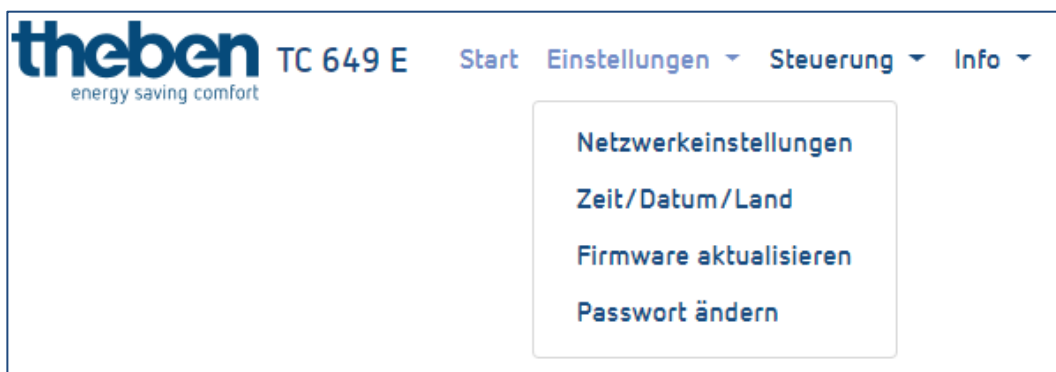 theben TC 649 E Start Einstellungen Steuerung Info
energy saving comfort
Netzwerkeinstellungen
Zeit/Datum/Land
Firmware aktualisieren
Passwort ändern